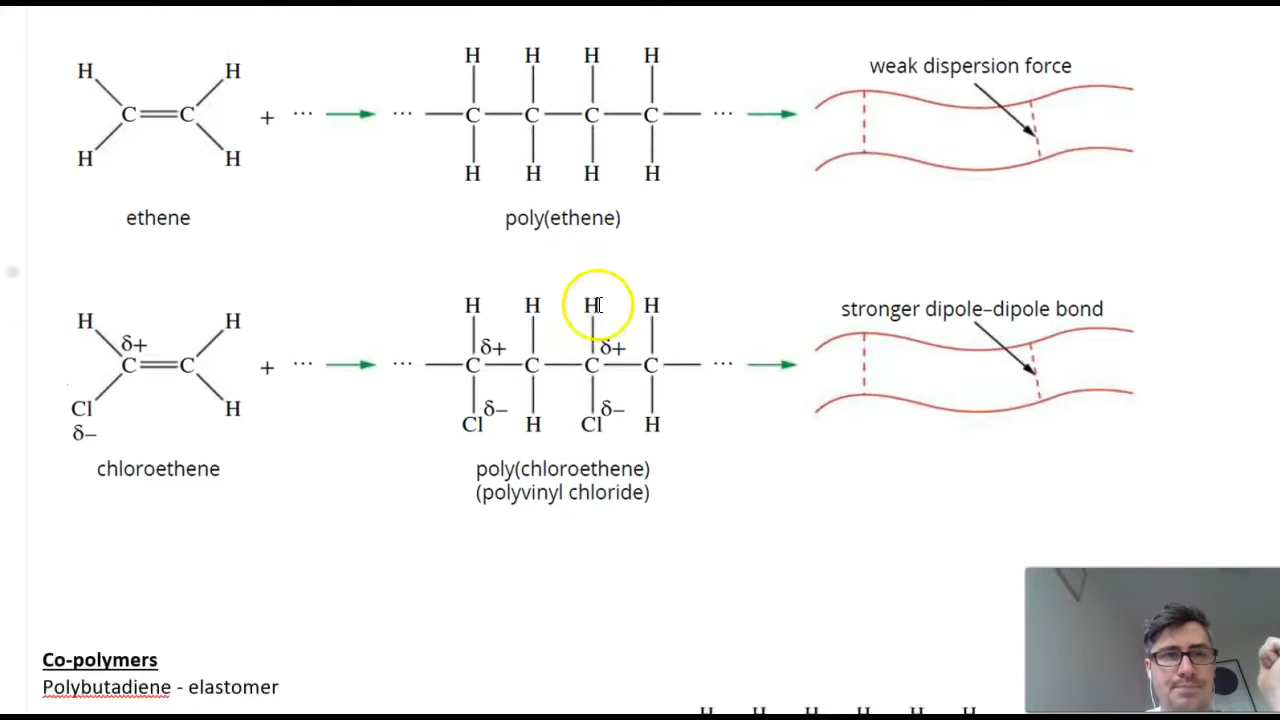 H H
C C
H H
+ ...
ethene
... H H H H
C C C C ...
H H H H
poly(ethene)
weak dispersion force
H H
δ+
C C
Cl H
δ–
+ ...
chloroethene
H H H H
δ+ δ+
... C C C C ...
δ– δ–
Cl H Cl H
poly(chloroethene)
(polyvinyl chloride)
stronger dipole–dipole bond
Co-polymers
Polybutadiene - elastomer
H H H H H H